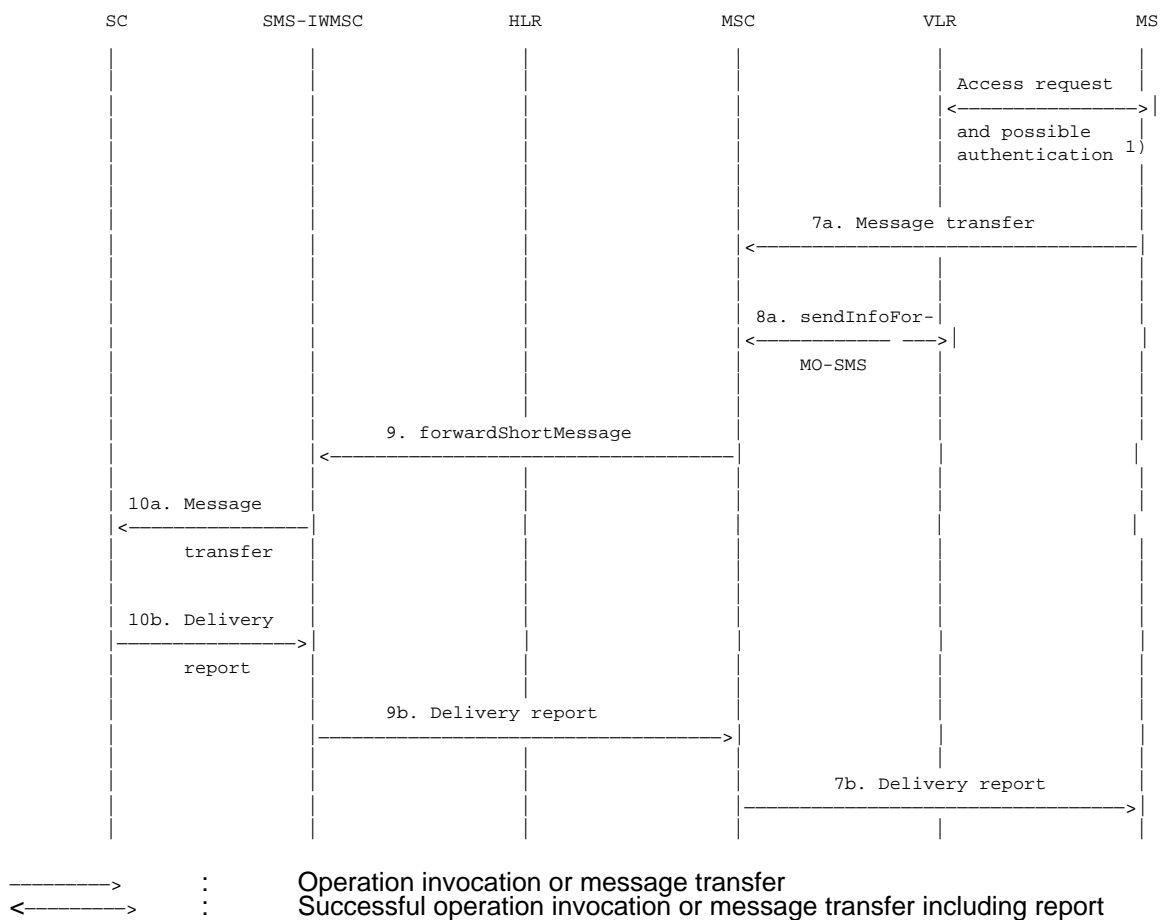 SC SMS-IWMSC HLR MSC VLR MS
Access request
and possible
authentication 1)
7a. Message transfer
8a. sendInfoFor-
MO-SMS
9. forwardShortMessage
10a. Message
transfer
10b. Delivery
report
9b. Delivery report
7b. Delivery report
: Operation invocation or message transfer
: Successful operation invocation or message transfer including report